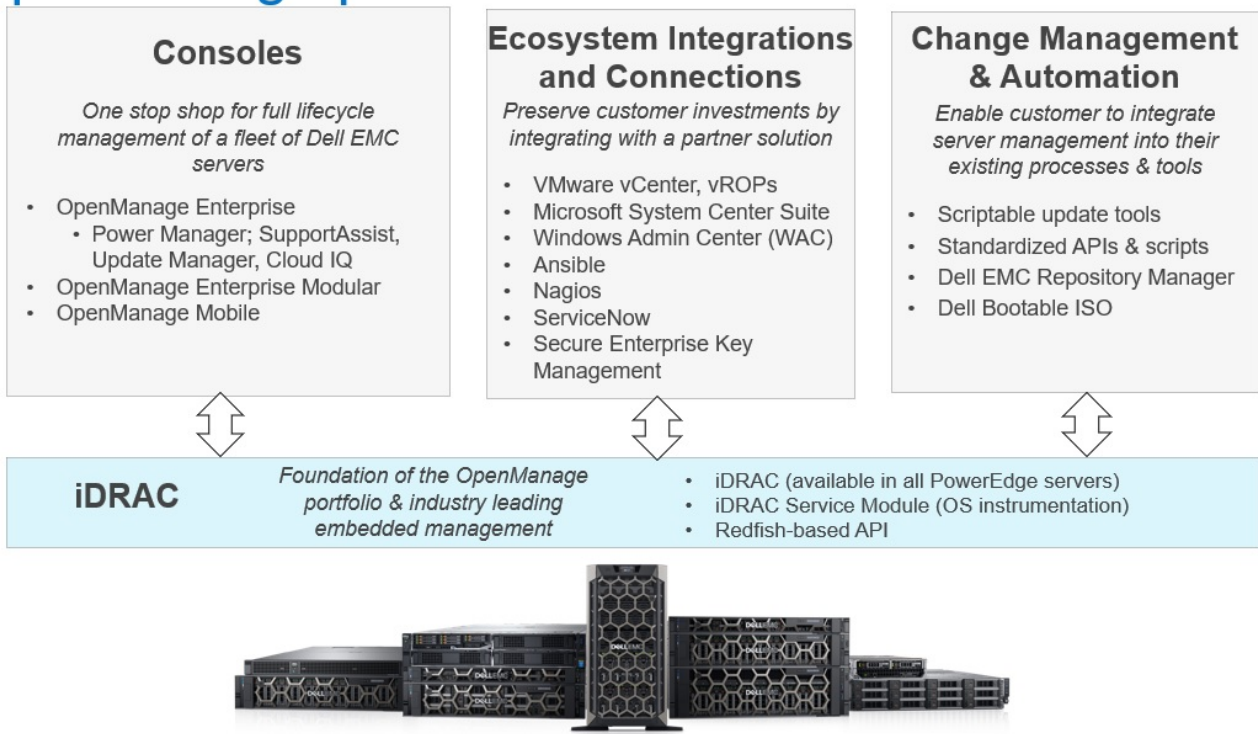 Consoles
One stop shop for full lifecycle
management of a fleet of Dell EMC
servers
• OpenManage Enterprise
• Power Manager; SupportAssist,
Update Manager, Cloud IQ
• OpenManage Enterprise Modular
• OpenManage Mobile
Ecosystem Integrations
and Connections
Preserve customer investments by
integrating with a partner solution
• VMware vCenter, vROPs
• Microsoft System Center Suite
• Windows Admin Center (WAC)
• Ansible
• Nagios
• ServiceNow
• Secure Enterprise Key
Management
Change Management
& Automation
Enable customer to integrate
server management into their
existing processes & tools
• Scriptable update tools
• Standardized APIs & scripts
• Dell EMC Repository Manager
• Dell Bootable ISO
iDRAC
Foundation of the OpenManage
portfolio & industry leading
embedded management
• iDRAC (available in all PowerEdge servers)
• iDRAC Service Module (OS instrumentation)
• Redfish-based API
DELLEMC
DELLEMC
DELLEMC
DELLEMC